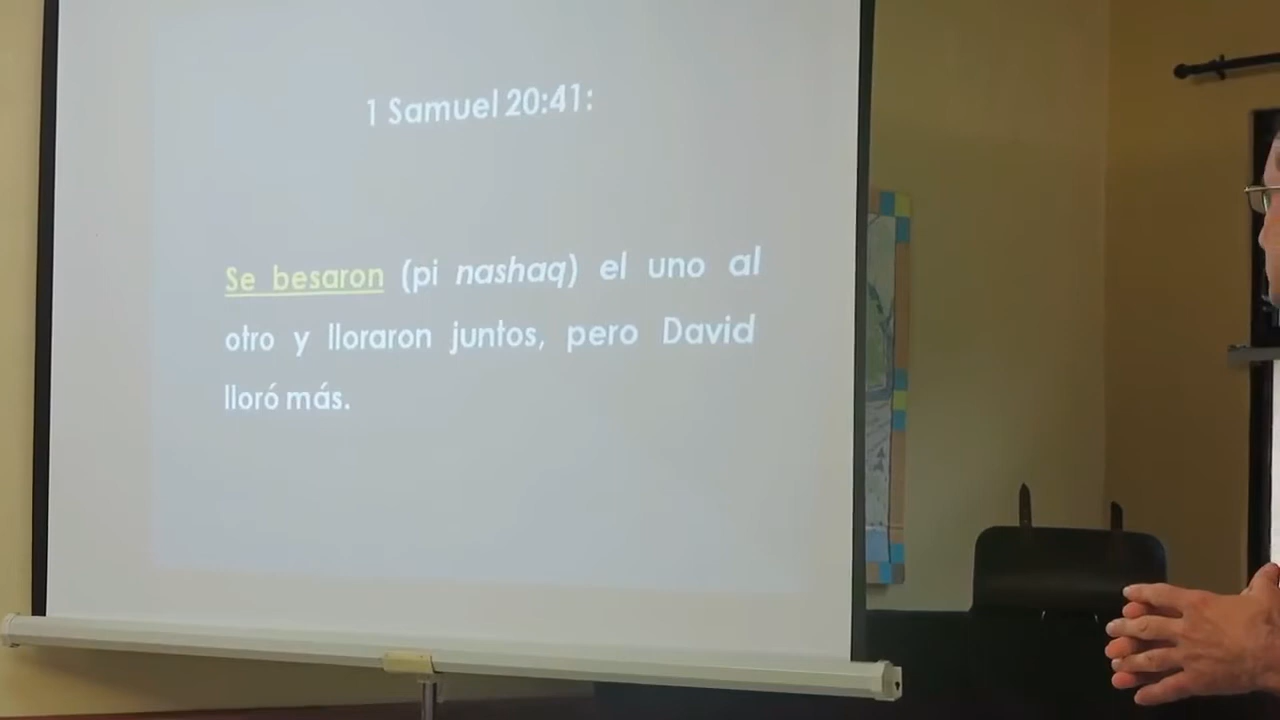 1 Samuel 20:41:
Se besaron (pi nashaq) el uno al
otro y lloraron juntos, pero David
lloró más.